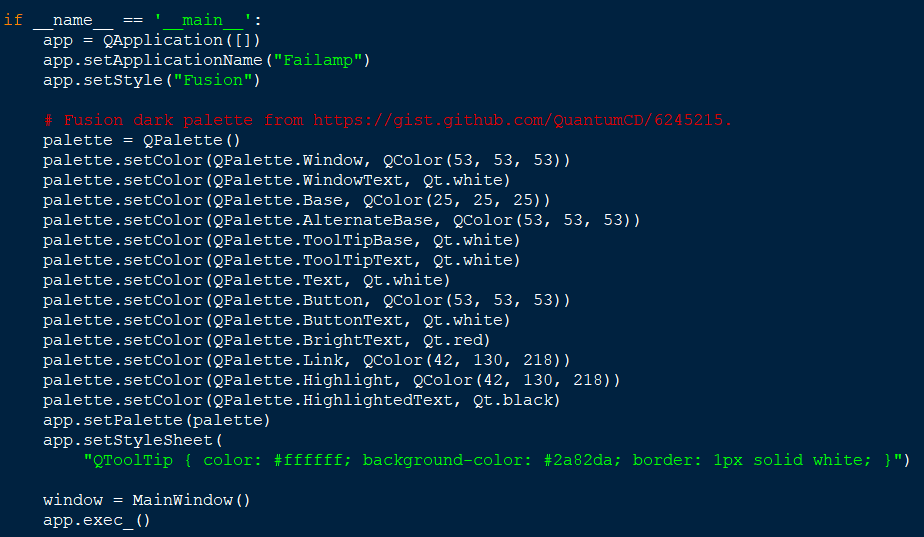 if __name__ == '__main__':
    app = QApplication([])
    app.setApplicationName("Failamp")
    app.setStyle("Fusion")

    # Fusion dark palette from https://gist.github.com/QuantumCD/6245215.
    palette = QPalette()
    palette.setColor(QPalette.Window, QColor(53, 53, 53))
    palette.setColor(QPalette.WindowText, Qt.white)
    palette.setColor(QPalette.Base, QColor(25, 25, 25))
    palette.setColor(QPalette.AlternateBase, QColor(53, 53, 53))
    palette.setColor(QPalette.ToolTipBase, Qt.white)
    palette.setColor(QPalette.ToolTipText, Qt.white)
    palette.setColor(QPalette.Text, Qt.white)
    palette.setColor(QPalette.Button, QColor(53, 53, 53))
    palette.setColor(QPalette.ButtonText, Qt.white)
    palette.setColor(QPalette.BrightText, Qt.red)
    palette.setColor(QPalette.Link, QColor(42, 130, 218))
    palette.setColor(QPalette.Highlight, QColor(42, 130, 218))
    palette.setColor(QPalette.HighlightedText, Qt.black)
    app.setPalette(palette)
    app.setStyleSheet(
        "QToolTip { color: #ffffff; background-color: #2a82da; border: 1px solid white; }")

    window = MainWindow()
    app.exec_()